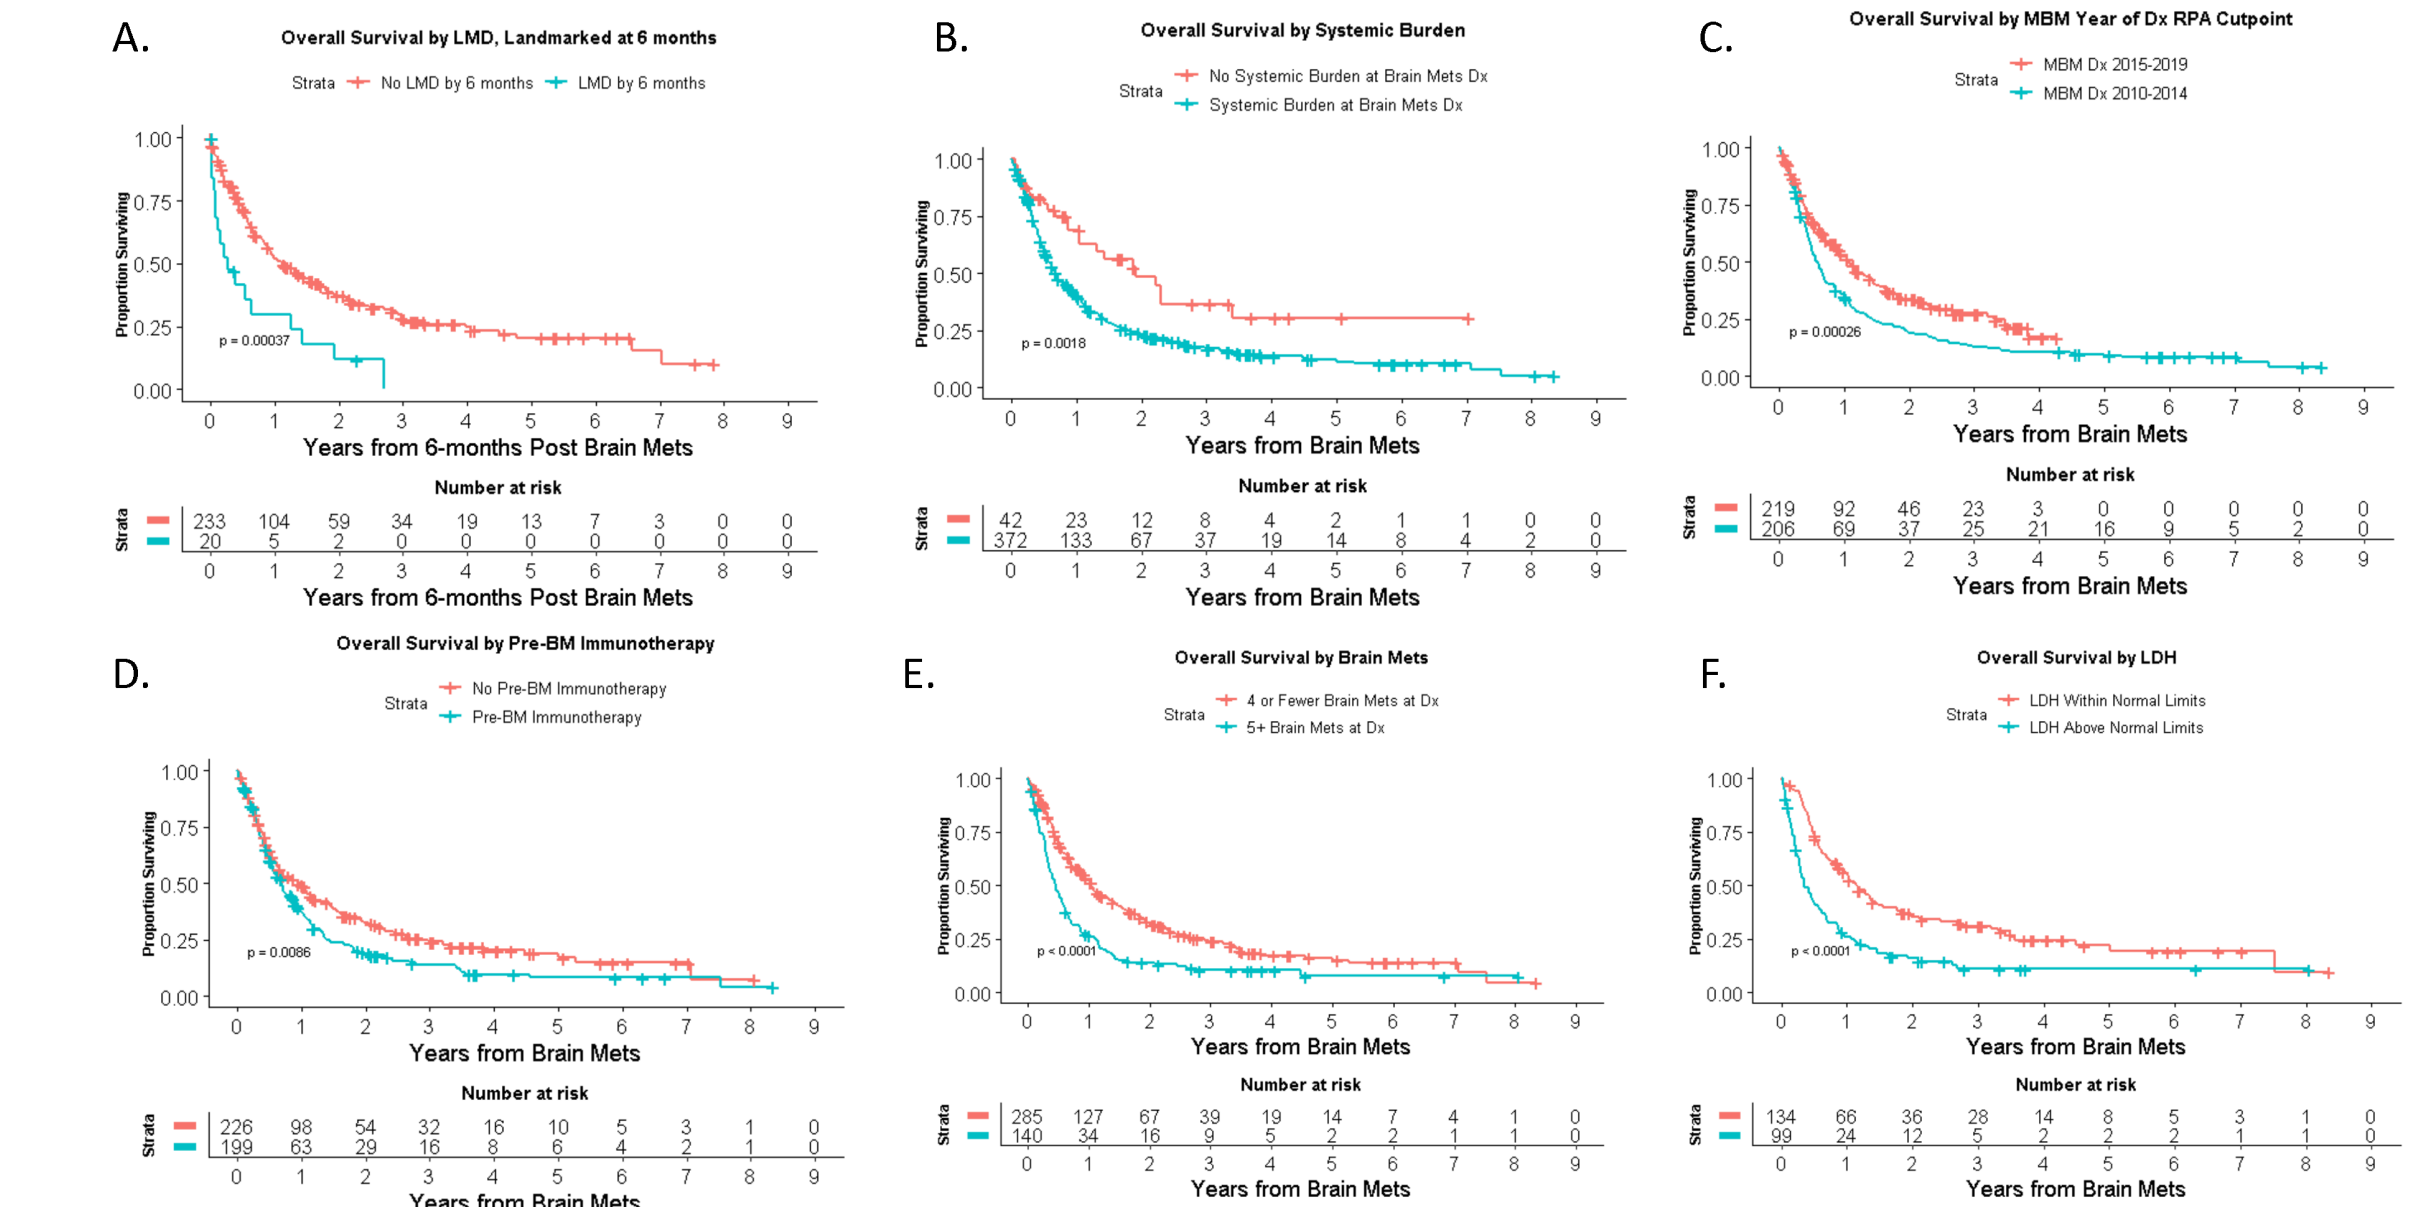 A.
Overall Survival by LMD, Landmarked at 6 months
Strata No LMD by 6 months LMD by 6 months
Proportion Surviving
1.00
0.75
0.50
0.25
0.00
p = 0.00037
0 1 2 3 4 5 6 7 8 9
Years from 6-months Post Brain Mets
Number at risk
Strata
233 104 59 34 19 13 7 3 0 0
20 5 2 0 0 0 0 0 0 0
0 1 2 3 4 5 6 7 8 9
Years from 6-months Post Brain Mets
B.
Overall Survival by Systemic Burden
Strata
No Systemic Burden at Brain Mets Dx
Systemic Burden at Brain Mets Dx
Proportion Surviving
1.00
0.75
0.50
0.25
0.00
p = 0.0018
0 1 2 3 4 5 6 7 8 9
Years from Brain Mets
Number at risk
Strata
42 23 12 8 4 2 1 1 0 0
372 133 67 37 19 14 8 4 2 0
0 1 2 3 4 5 6 7 8 9
Years from Brain Mets
C.
Overall Survival by MBM Year of Dx RPA Cutpoint
Strata
MBM Dx 2015-2019
MBM Dx 2010-2014
Proportion Surviving
1.00
0.75
0.50
0.25
0.00
p = 0.00026
0 1 2 3 4 5 6 7 8 9
Years from Brain Mets
Number at risk
Strata
219 92 46 23 3 0 0 0 0 0
206 69 37 25 21 16 9 5 2 0
0 1 2 3 4 5 6 7 8 9
Years from Brain Mets
D.
Overall Survival by Pre-BM Immunotherapy
Strata
No Pre-BM Immunotherapy
Pre-BM Immunotherapy
Proportion Surviving
1.00
0.75
0.50
0.25
0.00
p = 0.0086
0 1 2 3 4 5 6 7 8 9
Years from Brain Mets
Number at risk
Strata
226 98 54 32 16 10 5 3 1 0
199 63 29 16 8 6 4 2 1 0
0 1 2 3 4 5 6 7 8 9
Years from Brain Mets
E.
Overall Survival by Brain Mets
Strata
4 or Fewer Brain Mets at Dx
5+ Brain Mets at Dx
Proportion Surviving
1.00
0.75
0.50
0.25
0.00
p < 0.0001
0 1 2 3 4 5 6 7 8 9
Years from Brain Mets
Number at risk
Strata
285 127 67 39 19 14 7 4 1 0
140 34 16 9 5 2 2 1 1 0
0 1 2 3 4 5 6 7 8 9
Years from Brain Mets
F.
Overall Survival by LDH
Strata
LDH Within Normal Limits
LDH Above Normal Limits
Proportion Surviving
1.00
0.75
0.50
0.25
0.00
p < 0.0001
0 1 2 3 4 5 6 7 8 9
Years from Brain Mets
Number at risk
Strata
134 66 36 28 14 8 5 3 1 0
99 24 12 5 2 2 2 1 1 0
0 1 2 3 4 5 6 7 8 9
Years from Brain Mets